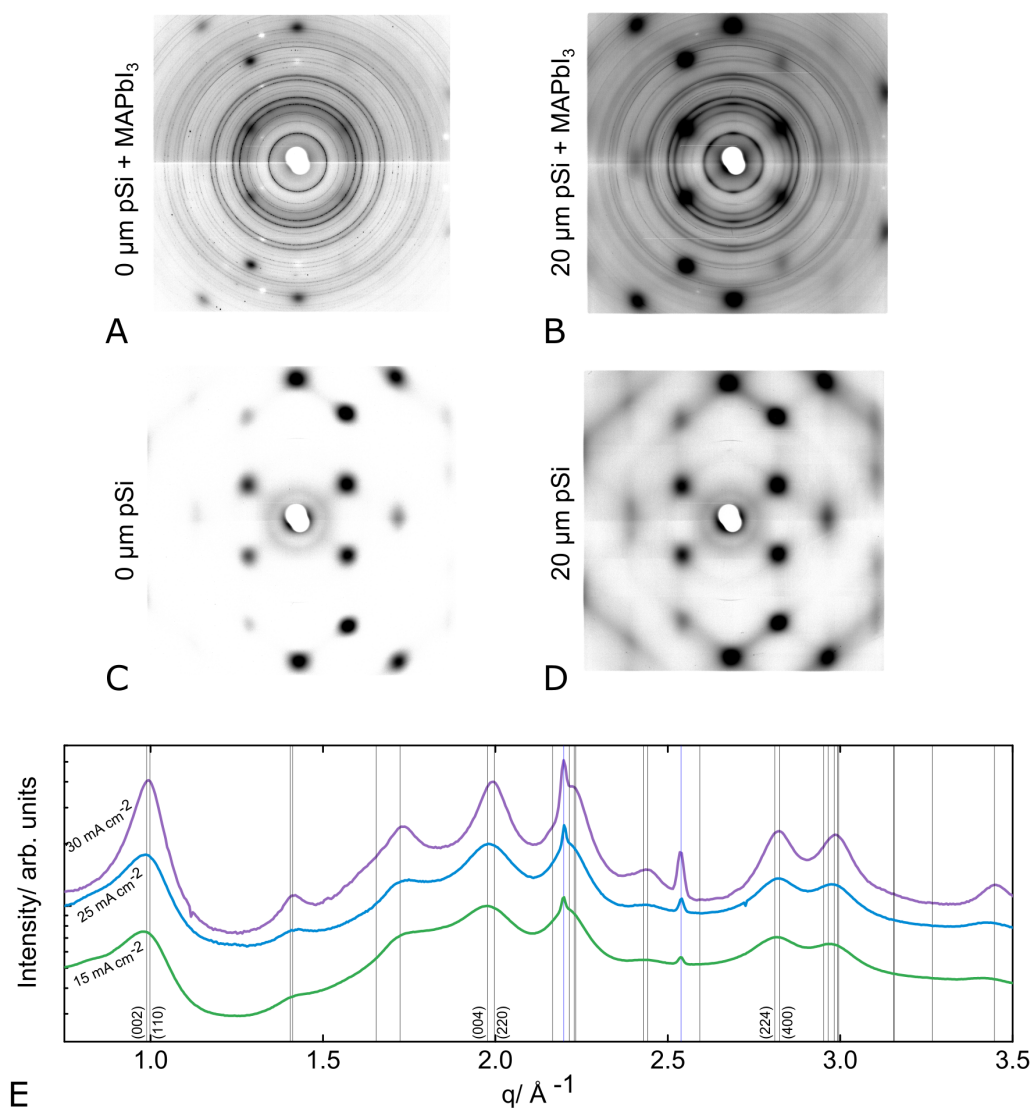 0 µm pSi + MAPbI₃
20 µm pSi + MAPbI₃
A
B
0 µm pSi
20 µm pSi
C
D
Intensity/ arb. units
30 mA cm⁻²
25 mA cm⁻²
15 mA cm⁻²
(002)
(110)
(004)
(220)
(224)
(400)
1.0
1.5
2.0
2.5
3.0
3.5
q/ Å⁻¹
E